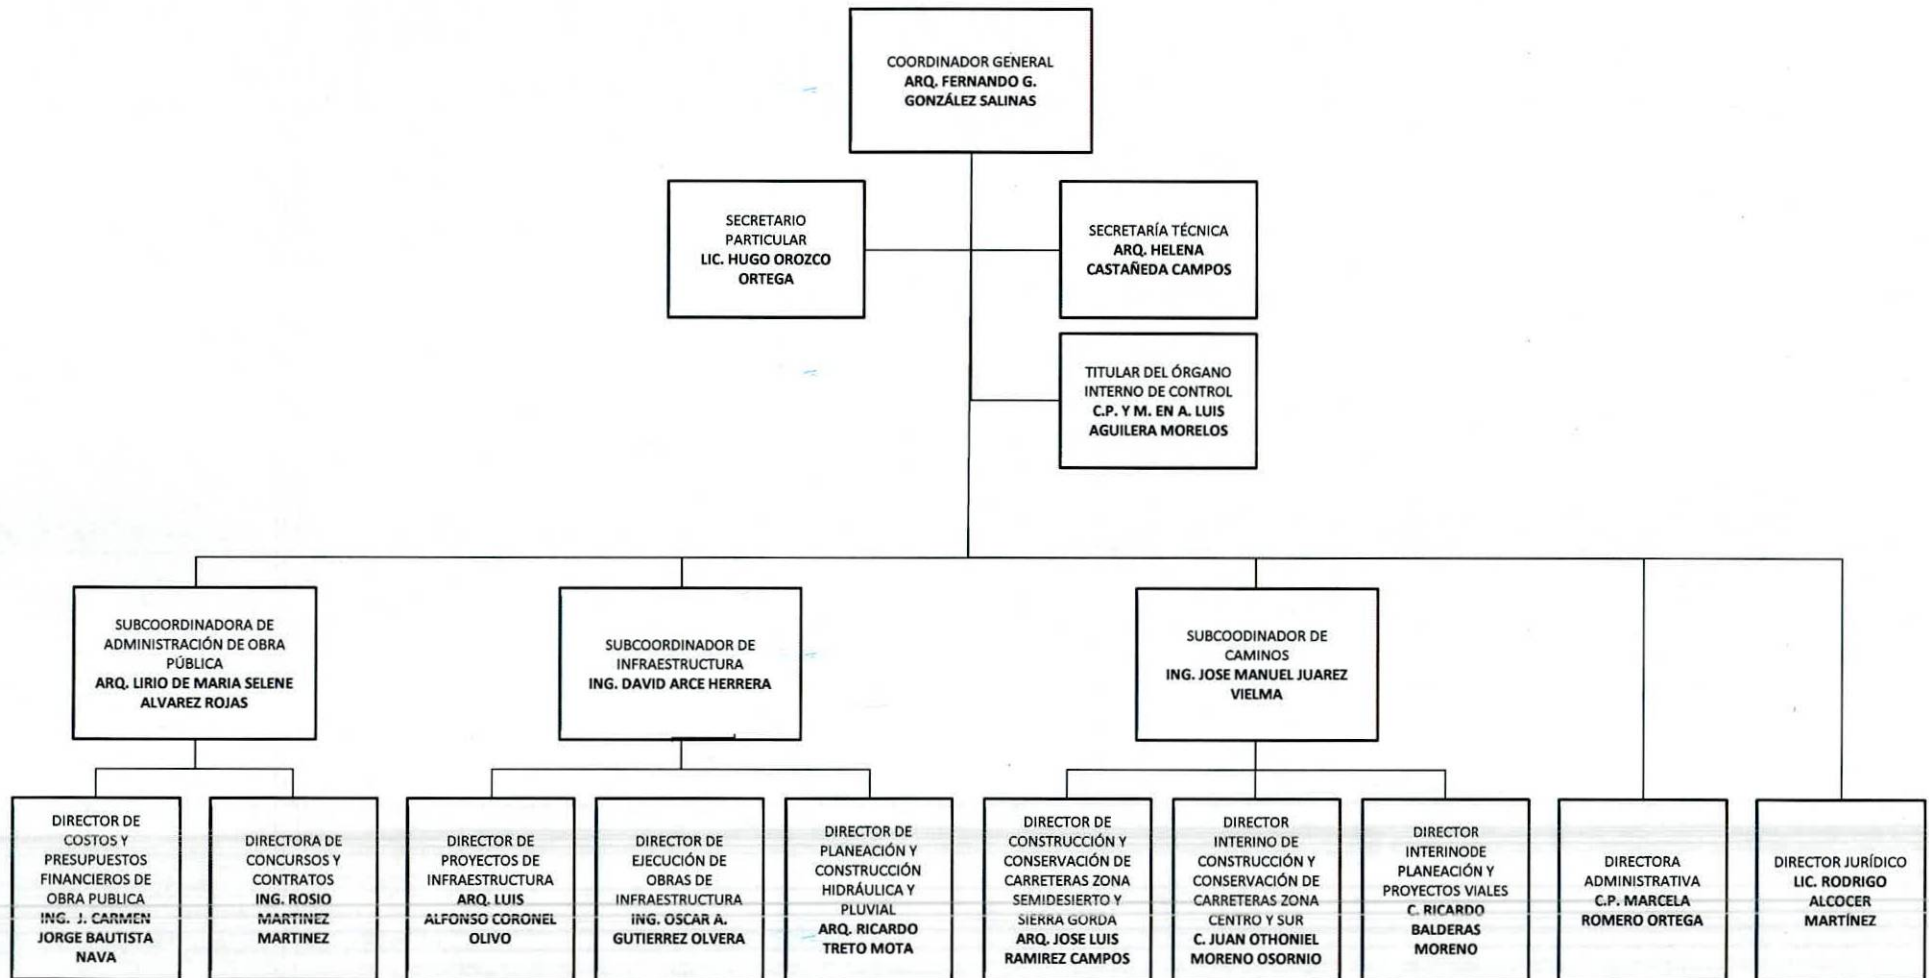 COORDINADOR GENERAL
ARQ. FERNANDO G.
GONZÁLEZ SALINAS
SECRETARIO
PARTICULAR
LIC. HUGO OROZCO
ORTEGA
SECRETARÍA TÉCNICA
ARQ. HELENA
CASTAÑEDA CAMPOS
TITULAR DEL ÓRGANO
INTERNO DE CONTROL
C.P. Y M. EN A. LUIS
AGUILERA MORELOS
SUBCOORDINADORA DE
ADMINISTRACIÓN DE OBRA
PÚBLICA
ARQ. LIRIO DE MARIA SELENE
ALVAREZ ROJAS
SUBCOORDINADOR DE
INFRAESTRUCTURA
ING. DAVID ARCE HERRERA
SUBCOODINADOR DE
CAMINOS
ING. JOSE MANUEL JUAREZ
VIELMA
DIRECTOR DE
COSTOS Y
PRESUPUESTOS
FINANCIEROS DE
OBRA PUBLICA
ING. J. CARMEN
JORGE BAUTISTA
NAVA
DIRECTORA DE
CONCURSOS Y
CONTRATOS
ING. ROSIO
MARTINEZ
MARTINEZ
DIRECTOR DE
PROYECTOS DE
INFRAESTRUCTURA
ARQ. LUIS
ALFONSO CORONEL
OLIVO
DIRECTOR DE
EJECUCIÓN DE
OBRAS DE
INFRAESTRUCTURA
ING. OSCAR A.
GUTIERREZ OLVERA
DIRECTOR DE
PLANEACIÓN Y
CONSTRUCCIÓN
HIDRÁULICA Y
PLUVIAL
ARQ. RICARDO
TRETO MOTA
DIRECTOR DE
CONSTRUCCIÓN Y
CONSERVACIÓN DE
CARRETERAS ZONA
SEMIDESIERTO Y
SIERRA GORDA
ARQ. JOSE LUIS
RAMIREZ CAMPOS
DIRECTOR
INTERINO DE
CONSTRUCCIÓN Y
CONSERVACIÓN DE
CARRETERAS ZONA
CENTRO Y SUR
C. JUAN OTHONIEL
MORENO OSORNIO
DIRECTOR
INTERINODE
PLANEACIÓN Y
PROYECTOS VIALES
C. RICARDO
BALDERAS
MORENO
DIRECTORA
ADMINISTRATIVA
C.P. MARCELA
ROMERO ORTEGA
DIRECTOR JURÍDICO
LIC. RODRIGO
ALCOCER
MARTÍNEZ